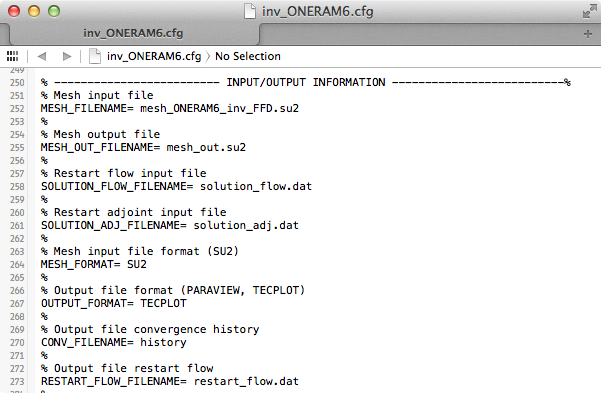 inv_ONERAM6.cfg
inv_ONERAM6.cfg
inv_ONERAM6.cfg 〉 No Selection
249
250 % -------------------------- INPUT/OUTPUT INFORMATION ---------------------------%
251 % Mesh input file
252 MESH_FILENAME= mesh_ONERAM6_inv_FFD.su2
253 %
254 % Mesh output file
255 MESH_OUT_FILENAME= mesh_out.su2
256 %
257 % Restart flow input file
258 SOLUTION_FLOW_FILENAME= solution_flow.dat
259 %
260 % Restart adjoint input file
261 SOLUTION_ADJ_FILENAME= solution_adj.dat
262 %
263 % Mesh input file format (SU2)
264 MESH_FORMAT= SU2
265 %
266 % Output file format (PARAVIEW, TECPLOT)
267 OUTPUT_FORMAT= TECPLOT
268 %
269 % Output file convergence history
270 CONV_FILENAME= history
271 %
272 % Output file restart flow
273 RESTART_FLOW_FILENAME= restart_flow.dat